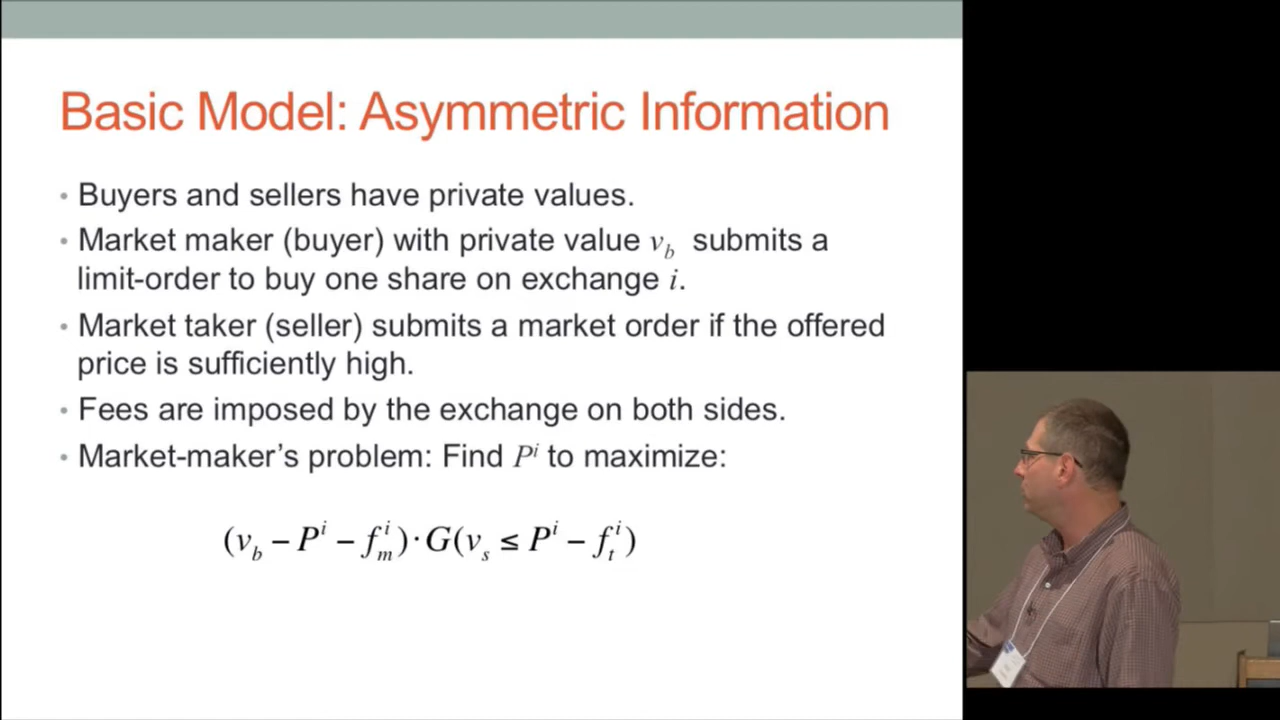 Basic Model: Asymmetric Information
• Buyers and sellers have private values.
• Market maker (buyer) with private value v_b submits a
limit-order to buy one share on exchange i.
• Market taker (seller) submits a market order if the offered
price is sufficiently high.
• Fees are imposed by the exchange on both sides.
• Market-maker’s problem: Find P^i to maximize:
(v_b − P^i − f_m^i) · G(v_s ≤ P^i − f_t^i)